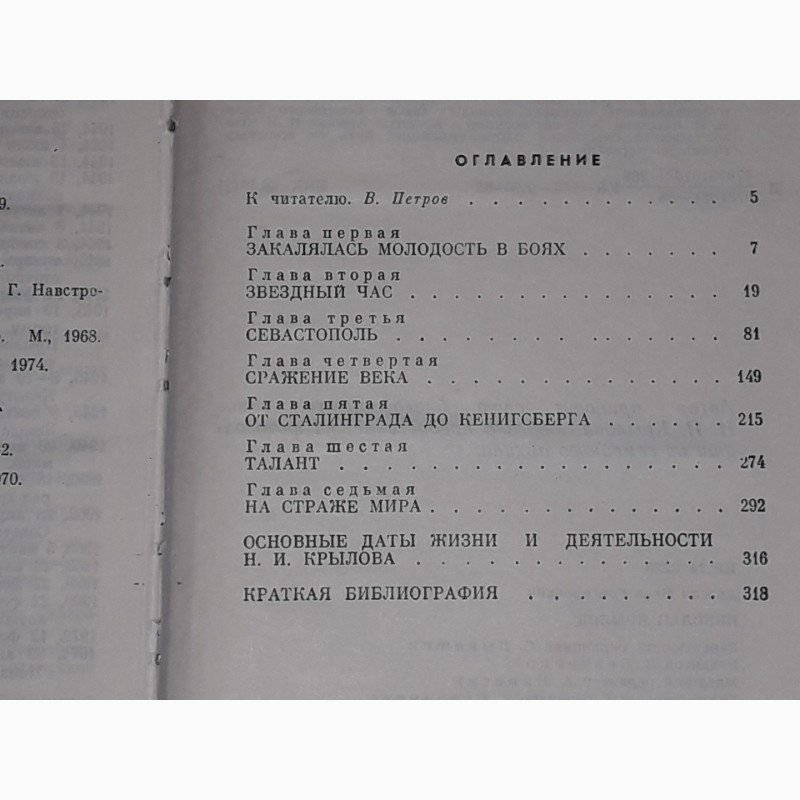 9.
Г. Навстро-
М., 1968.
1974.
2.
970.
ОГЛАВЛЕНИЕ
К читателю. В. Петров . . . . . . . . . . . . 5
Глава первая
ЗАКАЛЯЛАСЬ МОЛОДОСТЬ В БОЯХ . . . . . . . 7
Глава вторая
ЗВЕЗДНЫЙ ЧАС . . . . . . . . . . . . . . 19
Глава третья
СЕВАСТОПОЛЬ . . . . . . . . . . . . . . . 81
Глава четвертая
СРАЖЕНИЕ ВЕКА . . . . . . . . . . . . . . 149
Глава пятая
ОТ СТАЛИНГРАДА ДО КЕНИГСБЕРГА . . . . . . 215
Глава шестая
ТАЛАНТ . . . . . . . . . . . . . . . . . 274
Глава седьмая
НА СТРАЖЕ МИРА . . . . . . . . . . . . . 292
ОСНОВНЫЕ ДАТЫ ЖИЗНИ И ДЕЯТЕЛЬНОСТИ
Н. И. КРЫЛОВА . . . . . . . . . . . . . . 316
КРАТКАЯ БИБЛИОГРАФИЯ . . . . . . . . . 318